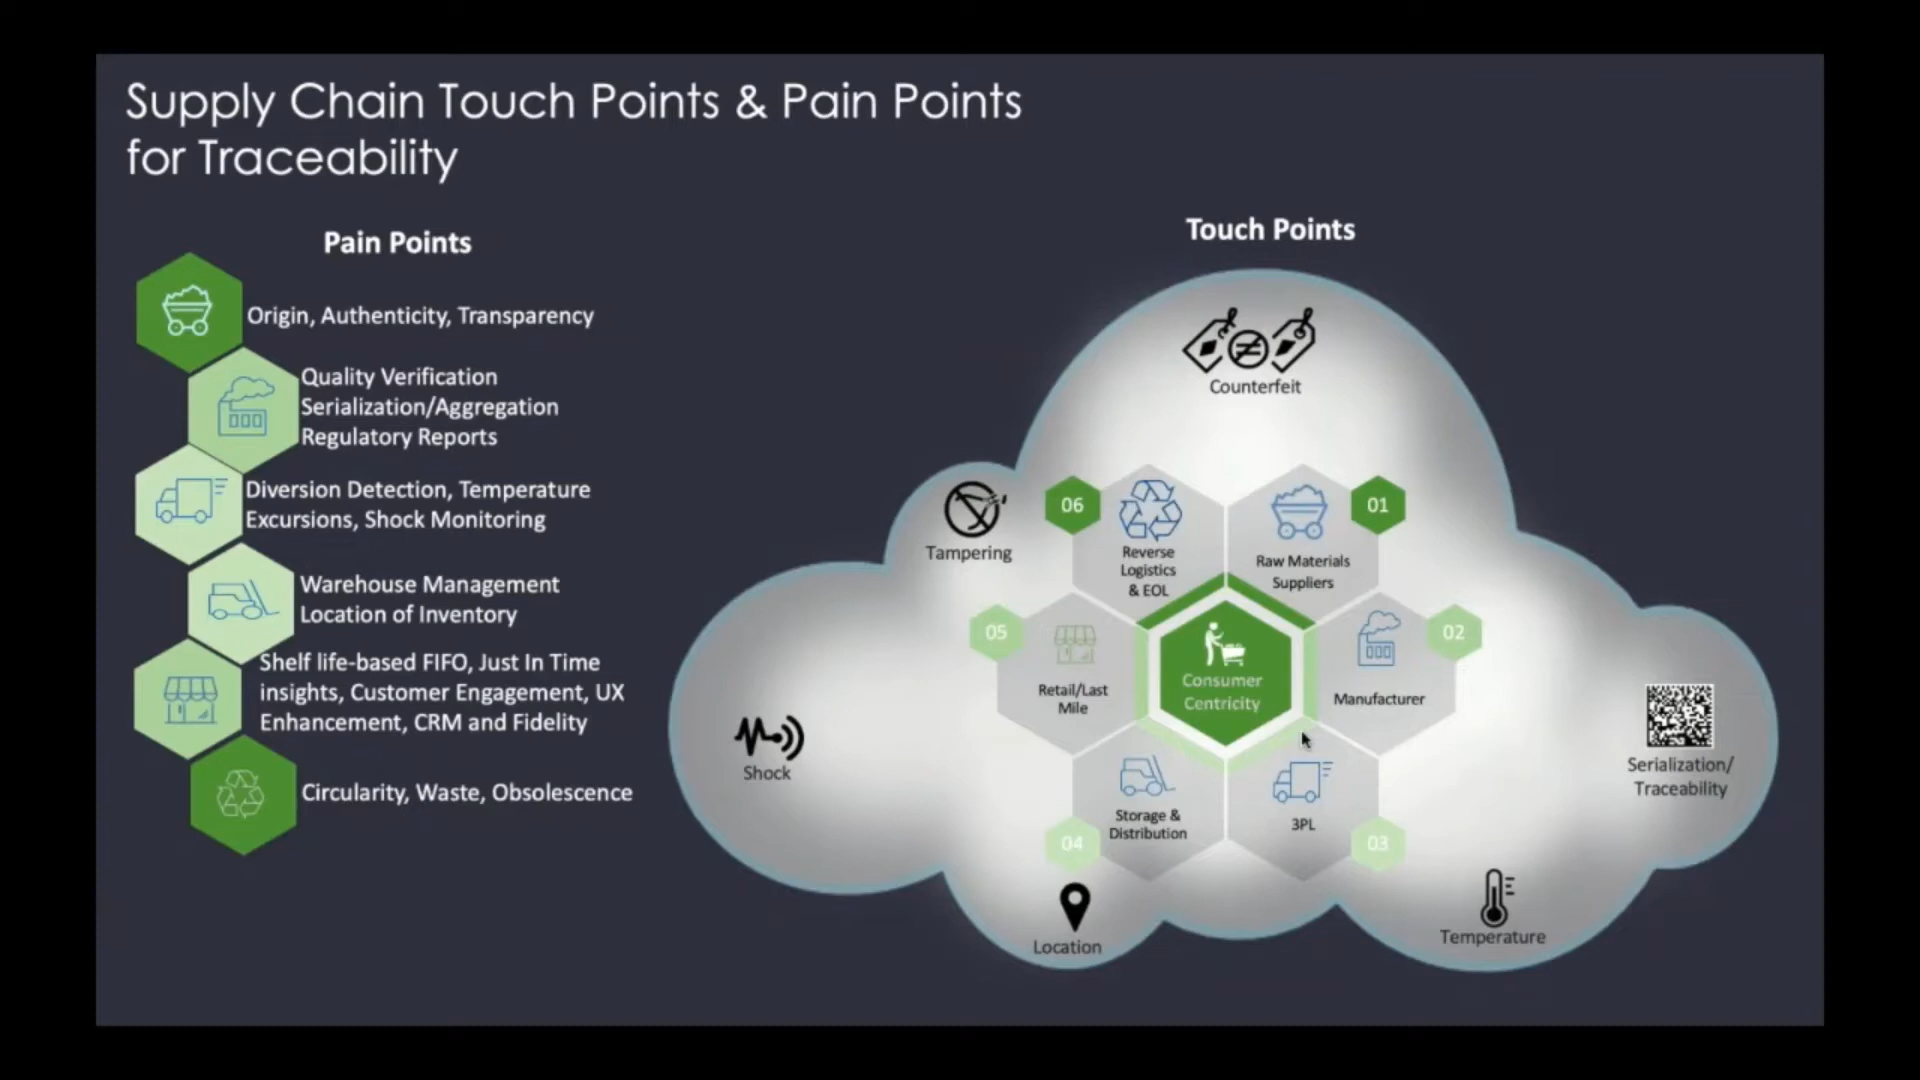 Supply Chain Touch Points & Pain Points
for Traceability
Pain Points
Origin, Authenticity, Transparency
Quality Verification
Serialization/Aggregation
Regulatory Reports
Diversion Detection, Temperature
Excursions, Shock Monitoring
Warehouse Management
Location of Inventory
Shelf life-based FIFO, Just In Time
insights, Customer Engagement, UX
Enhancement, CRM and Fidelity
Circularity, Waste, Obsolescence
Touch Points
Counterfeit
Tampering
Shock
Location
Temperature
Serialization/
Traceability
01
Raw Materials
Suppliers
02
Manufacturer
03
3PL
04
Storage &
Distribution
05
Retail/Last
Mile
06
Reverse
Logistics
& EOL
Consumer
Centricity